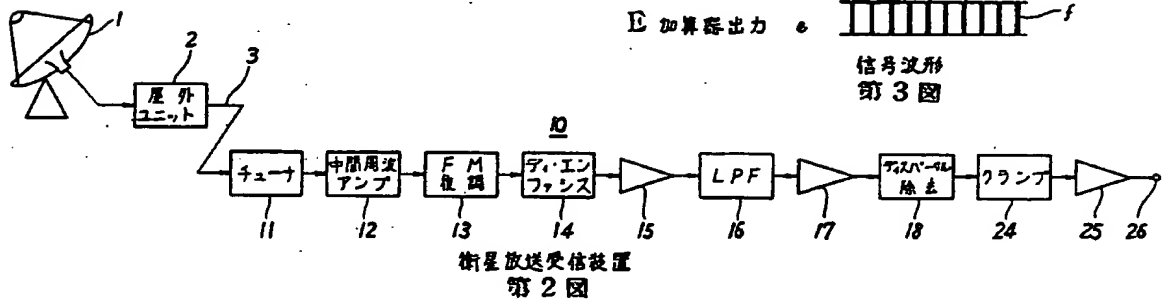 E 加算器出力 e
f
信号波形
第3図
1
2
3
屋外
ユニット
10
チューナ
中間周波
アンプ
FM
復調
ディ・エン
ファシス
LPF
ディスパーサル
除去
クランプ
11
12
13
14
15
16
17
18
24
25
26
衛星放送受信装置
第2図